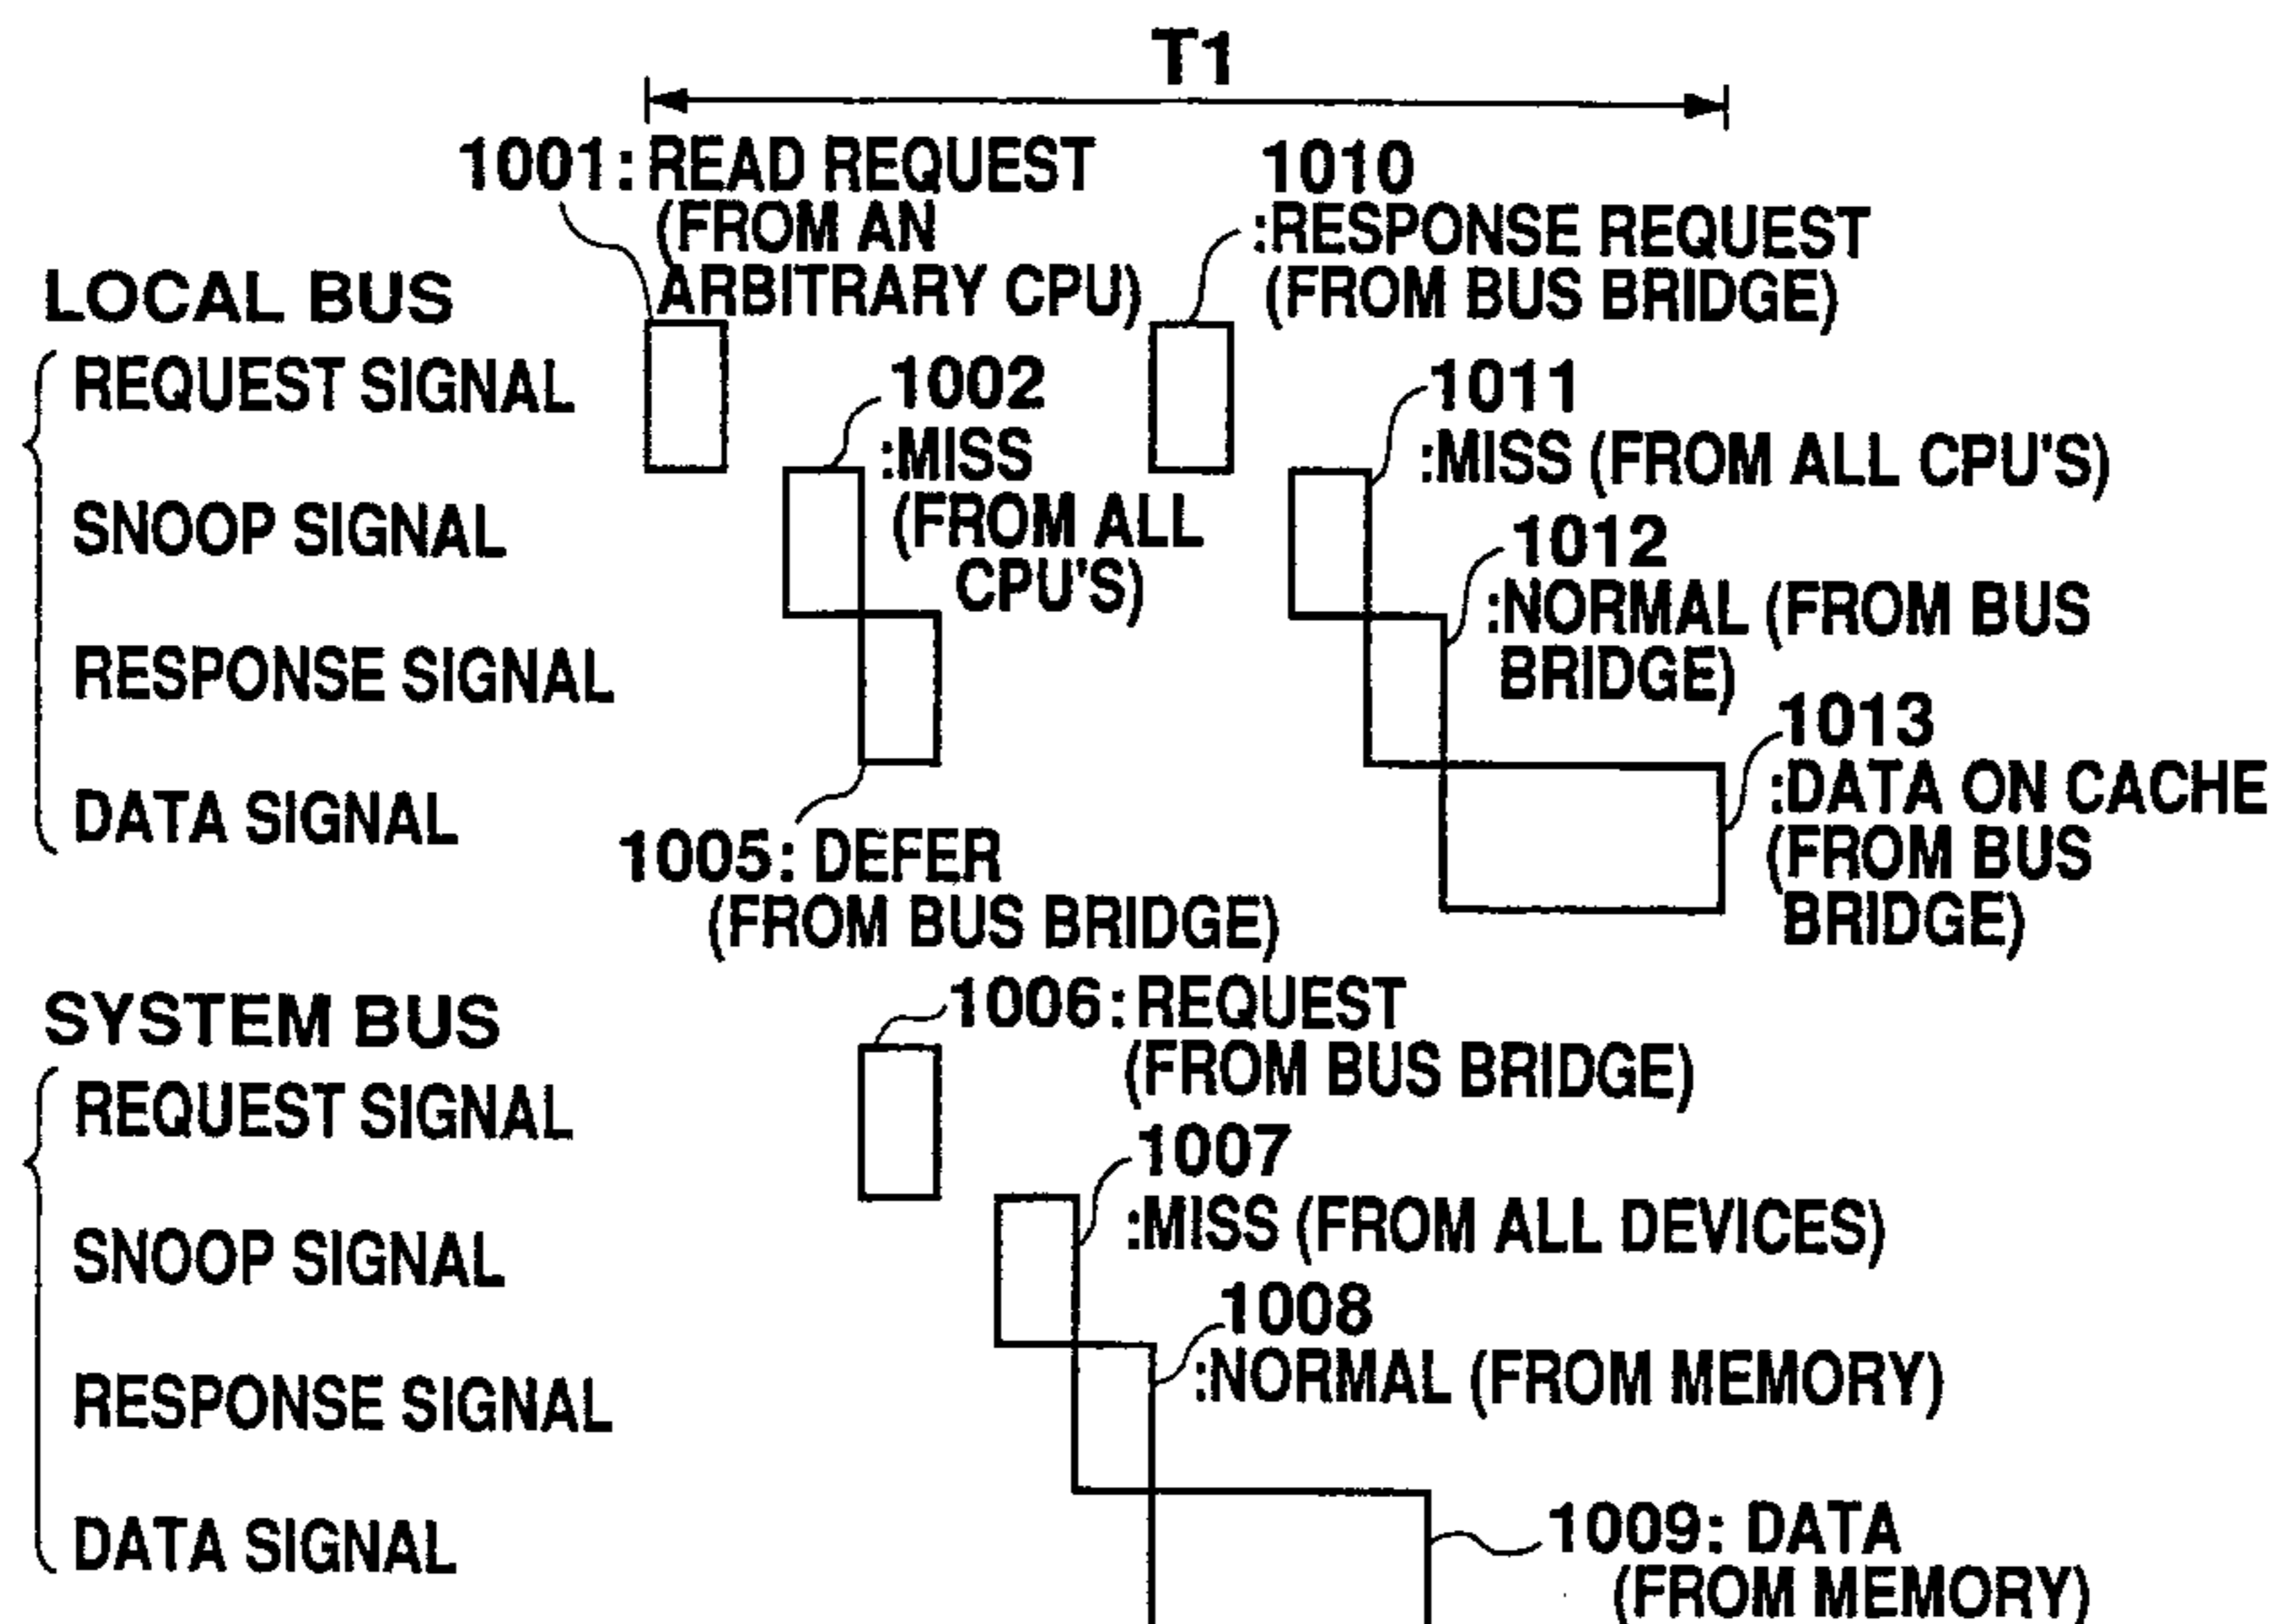 T1
1001: READ REQUEST
(FROM AN
ARBITRARY CPU)
1010
:RESPONSE REQUEST
(FROM BUS BRIDGE)
LOCAL BUS
REQUEST SIGNAL
1002
:MISS
(FROM ALL
CPU'S)
1011
:MISS (FROM ALL CPU'S)
SNOOP SIGNAL
1012
:NORMAL (FROM BUS
BRIDGE)
RESPONSE SIGNAL
1013
:DATA ON CACHE
(FROM BUS
BRIDGE)
DATA SIGNAL
1005: DEFER
(FROM BUS BRIDGE)
SYSTEM BUS
1006: REQUEST
(FROM BUS BRIDGE)
REQUEST SIGNAL
1007
:MISS (FROM ALL DEVICES)
SNOOP SIGNAL
1008
:NORMAL (FROM MEMORY)
RESPONSE SIGNAL
DATA SIGNAL
1009: DATA
(FROM MEMORY)